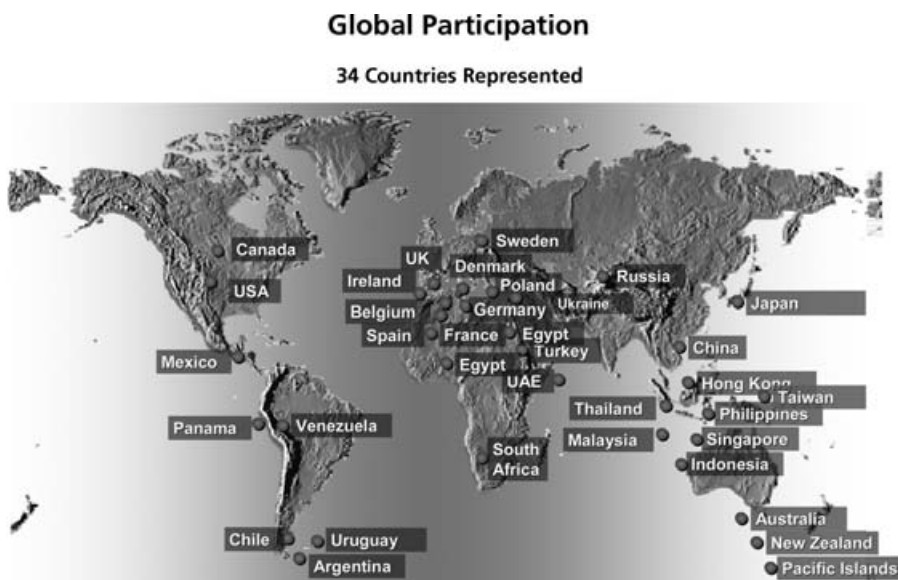 Global Participation
34 Countries Represented
Canada
USA
Mexico
Panama
Venezuela
Chile
Uruguay
Argentina
Sweden
UK
Denmark
Ireland
Poland
Russia
Ukraine
Belgium
Germany
Spain
France
Egypt
Turkey
Egypt
UAE
South
Africa
Japan
China
Hong Kong
Taiwan
Thailand
Philippines
Malaysia
Singapore
Indonesia
Australia
New Zealand
Pacific Islands